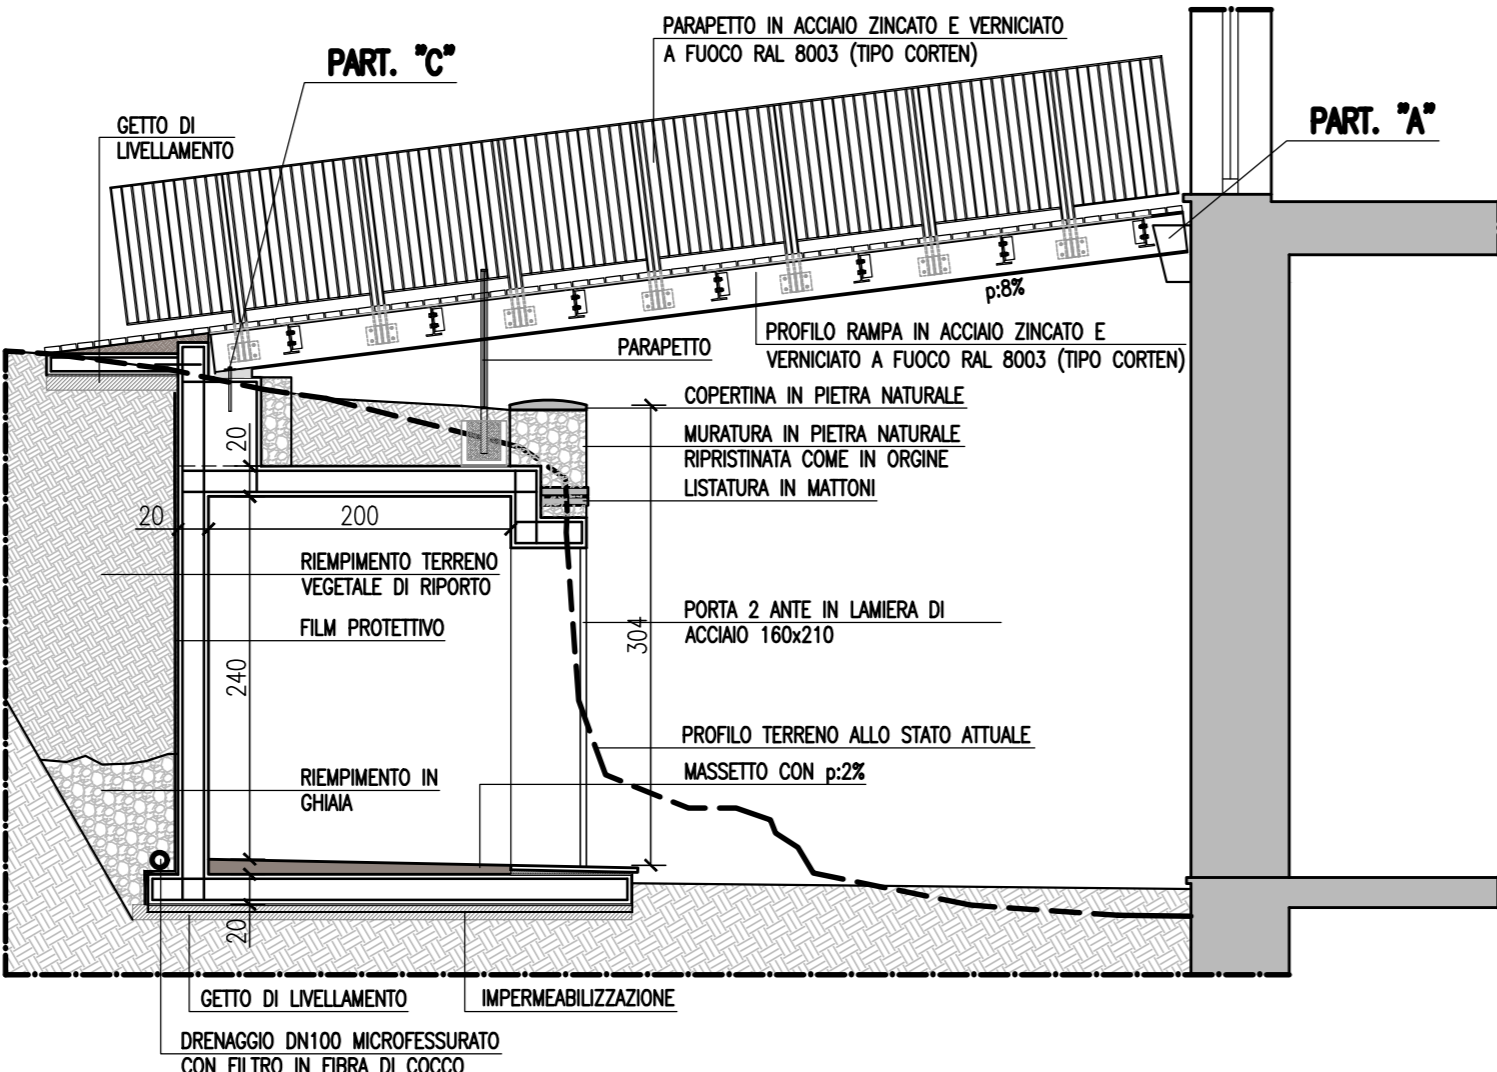 PARAPETTO IN ACCIAIO ZINCATO E VERNICIATO
A FUOCO RAL 8003 (TIPO CORTEN)
PART. "C"
PART. "A"
GETTO DI
LIVELLAMENTO
p:8%
PROFILO RAMPA IN ACCIAIO ZINCATO E
VERNICIATO A FUOCO RAL 8003 (TIPO CORTEN)
PARAPETTO
COPERTINA IN PIETRA NATURALE
MURATURA IN PIETRA NATURALE
RIPRISTINATA COME IN ORGINE
LISTATURA IN MATTONI
20
20
200
RIEMPIMENTO TERRENO
VEGETALE DI RIPORTO
FILM PROTETTIVO
PORTA 2 ANTE IN LAMIERA DI
ACCIAIO 160x210
304
240
PROFILO TERRENO ALLO STATO ATTUALE
MASSETTO CON p:2%
RIEMPIMENTO IN
GHIAIA
20
GETTO DI LIVELLAMENTO
IMPERMEABILIZZAZIONE
DRENAGGIO DN100 MICROFESSURATO
CON FILTRO IN FIBRA DI COCCO